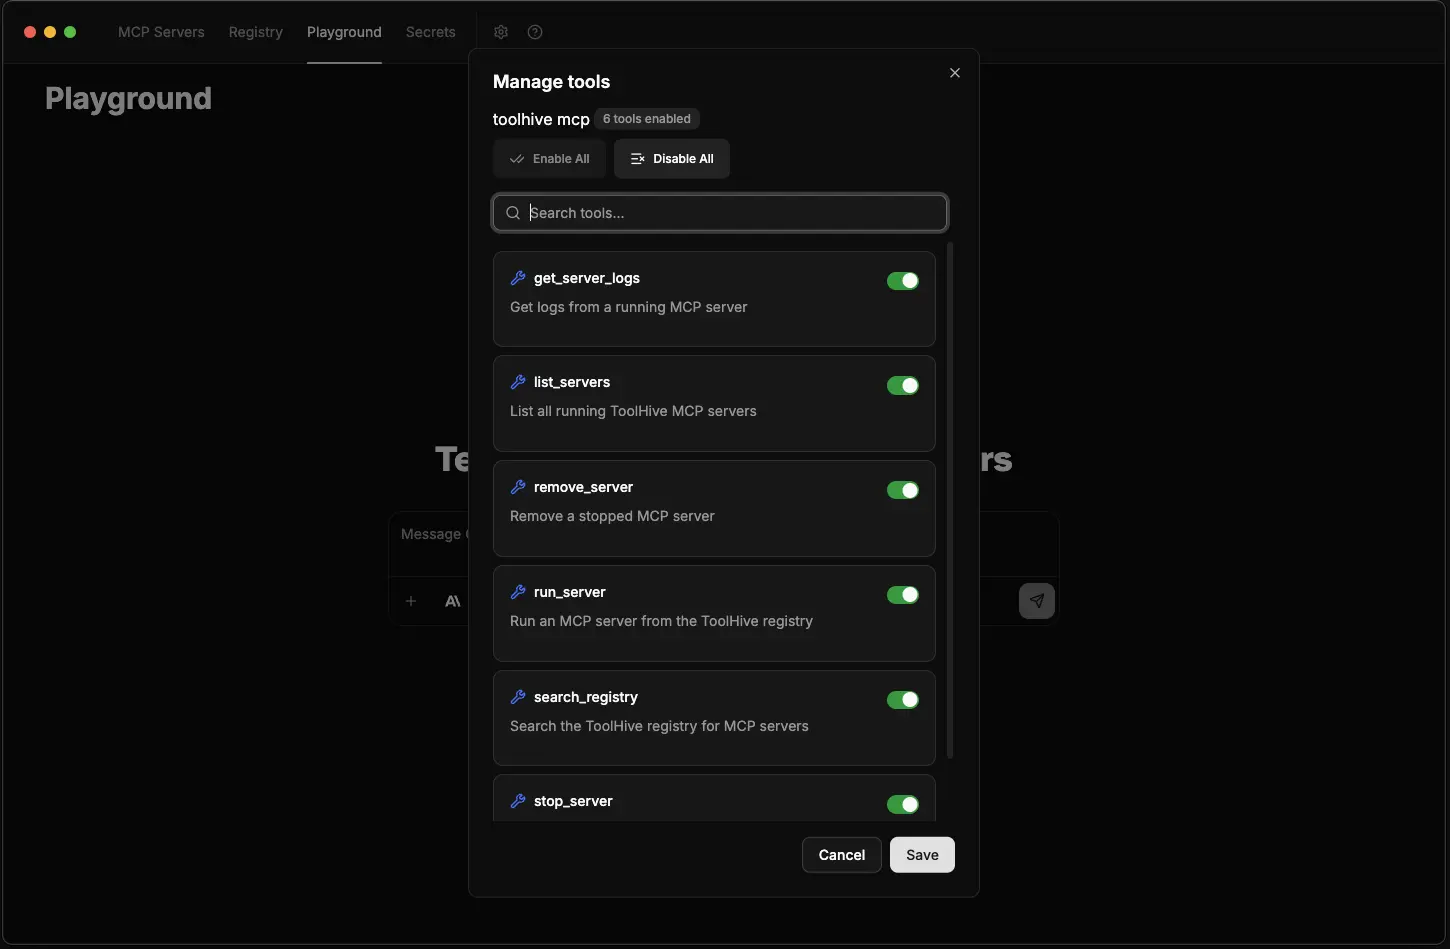 MCP Servers Registry Playground Secrets
Playground
Manage tools
toolhive mcp 6 tools enabled
Enable All Disable All
Search tools...
get_server_logs
Get logs from a running MCP server
list_servers
List all running ToolHive MCP servers
Te rs
remove_server
Remove a stopped MCP server
Message
run_server
Run an MCP server from the ToolHive registry
search_registry
Search the ToolHive registry for MCP servers
stop_server
Cancel Save